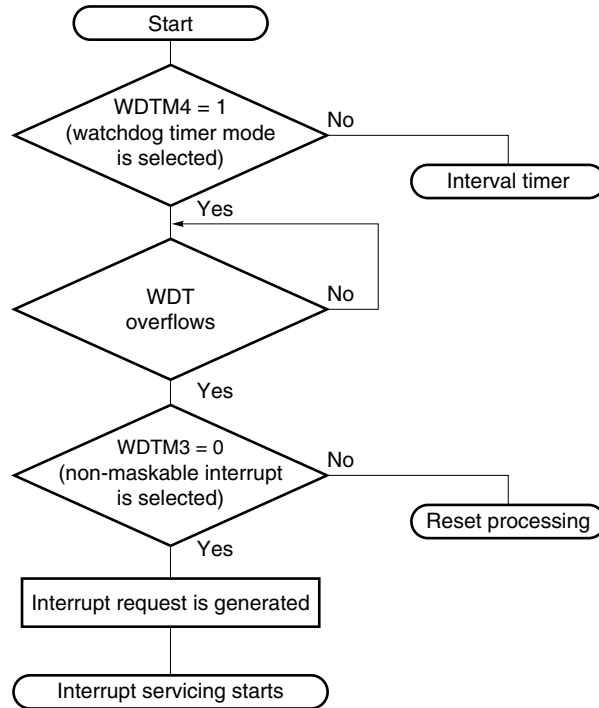 Start
WDTM4 = 1
(watchdog timer mode
is selected)
No
Interval timer
Yes
WDT
overflows
No
Yes
WDTM3 = 0
(non-maskable interrupt
is selected)
No
Reset processing
Yes
Interrupt request is generated
Interrupt servicing starts